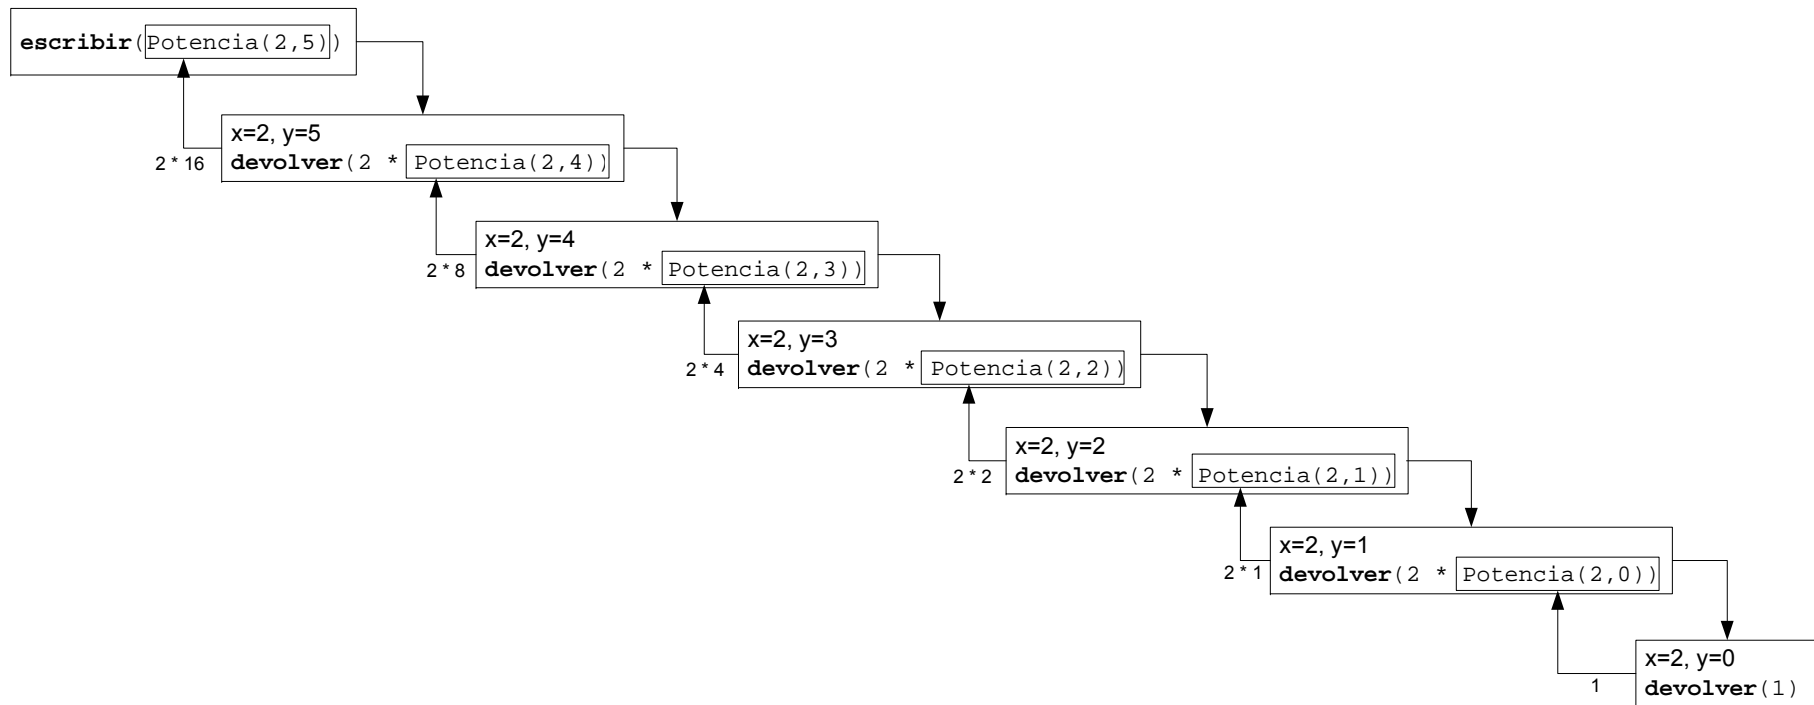 escribir(Potencia(2,5))
x=2, y=5
2 * 16
devolver(2 * Potencia(2,4))
x=2, y=4
2 * 8
devolver(2 * Potencia(2,3))
x=2, y=3
2 * 4
devolver(2 * Potencia(2,2))
x=2, y=2
2 * 2
devolver(2 * Potencia(2,1))
x=2, y=1
2 * 1
devolver(2 * Potencia(2,0))
x=2, y=0
1
devolver(1)